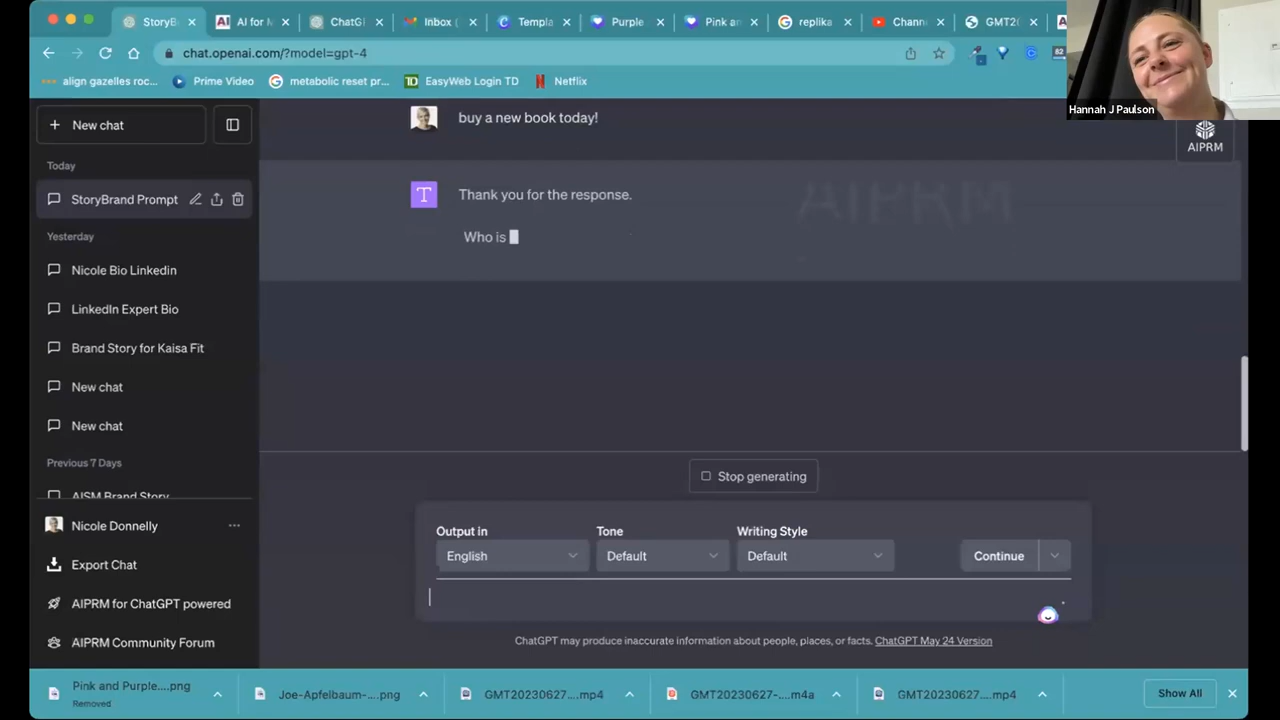 StoryB
AI for M
ChatG
Inbox (
Templa
Purple
Pink and
replika
Channe
GMT20
chat.openai.com/?model=gpt-4
82
align gazelles roc...
Prime Video
metabolic reset pr...
EasyWeb Login TD
Netflix
Hannah J Paulson
New chat
buy a new book today!
AIPRM
Today
StoryBrand Prompt
T
Thank you for the response.
AIPRM
Yesterday
Who is
Nicole Bio Linkedin
LinkedIn Expert Bio
Brand Story for Kaisa Fit
New chat
New chat
Previous 7 Days
AISM Brand Story
Stop generating
Nicole Donnelly
Export Chat
AIPRM for ChatGPT powered
AIPRM Community Forum
Output in
Tone
Writing Style
English
Default
Default
Continue
ChatGPT may produce inaccurate information about people, places, or facts. ChatGPT May 24 Version
Pink and Purple....png
Removed
Joe-Apfelbaum-....png
GMT20230627-....mp4
GMT20230627-....m4a
GMT20230627....mp4
Show All